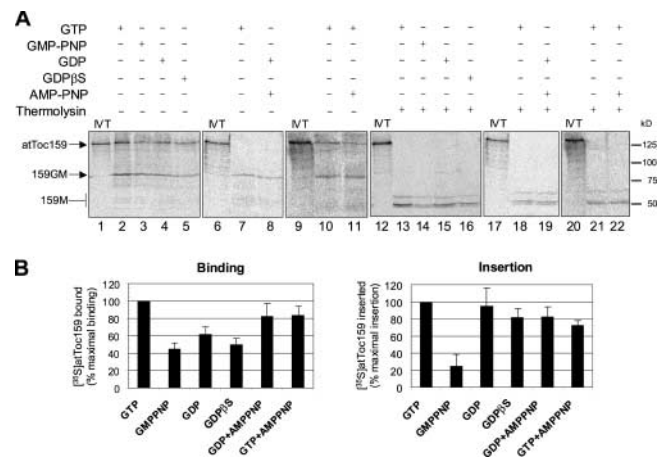 A
GTP + – – – – + – + + + – – – + – + +
GMP-PNP – + – – – – – – – – + – – – – – –
GDP – – + – – – + – – – – + – – + – –
GDPβS – – – + – – – – – – – – + – – – –
AMP-PNP – – – – – – + – + – – – – – + – +
Thermolysin – – – – – – – – – + + + + + + + +
IVT IVT IVT IVT IVT IVT kD
atToc159 125
159GM 75
159M 50
1 2 3 4 5 6 7 8 9 10 11 12 13 14 15 16 17 18 19 20 21 22
B
Binding
[³⁵S]atToc159 bound
(% maximal binding)
120
100
80
60
40
20
0
GTP
GMPPNP
GDP
GDPβS
GDP+AMPPNP
GTP+AMPPNP
Insertion
[³⁵S]atToc159 inserted
(% maximal insertion)
120
100
80
60
40
20
0
GTP
GMPPNP
GDP
GDPβS
GDP+AMPPNP
GTP+AMPPNP